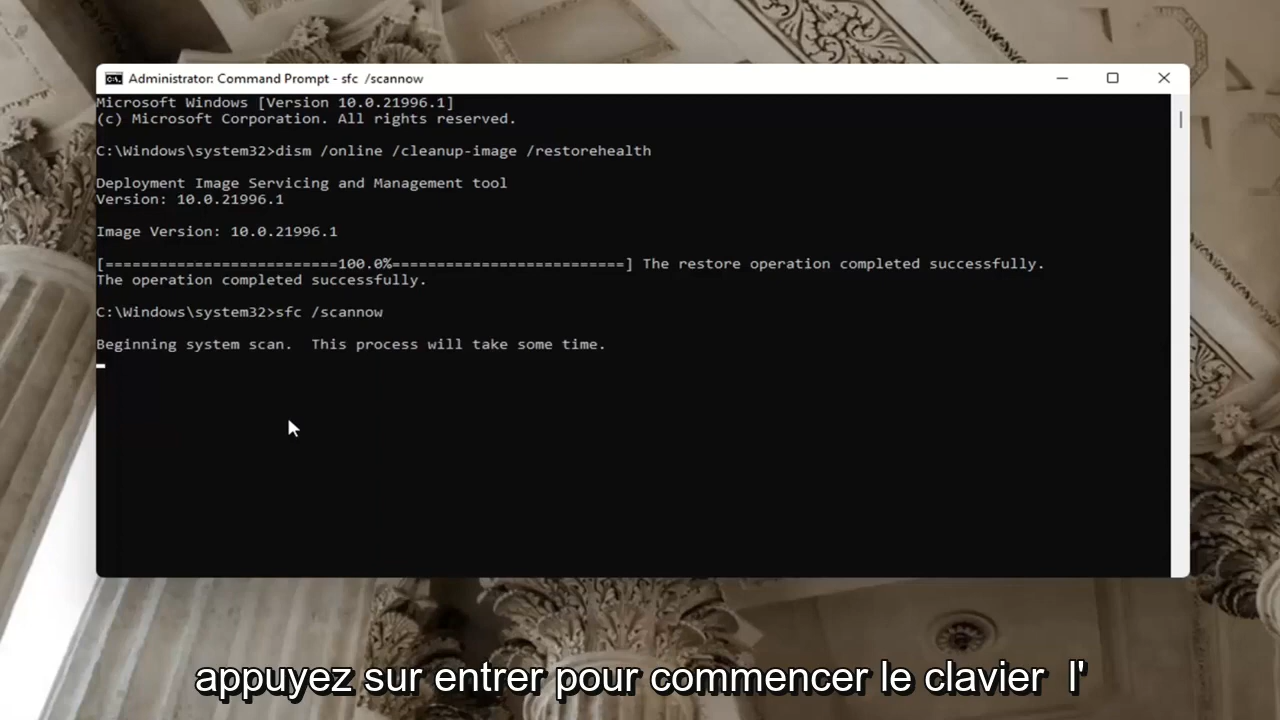 Administrator: Command Prompt - sfc  /scannow
Microsoft Windows [Version 10.0.21996.1]
(c) Microsoft Corporation. All rights reserved.
C:\Windows\system32>dism /online /cleanup-image /restorehealth
Deployment Image Servicing and Management tool
Version: 10.0.21996.1
Image Version: 10.0.21996.1
[==========================100.0%==========================] The restore operation completed successfully.
The operation completed successfully.
C:\Windows\system32>sfc /scannow
Beginning system scan.  This process will take some time.
appuyez sur entrer pour commencer le clavier  l'